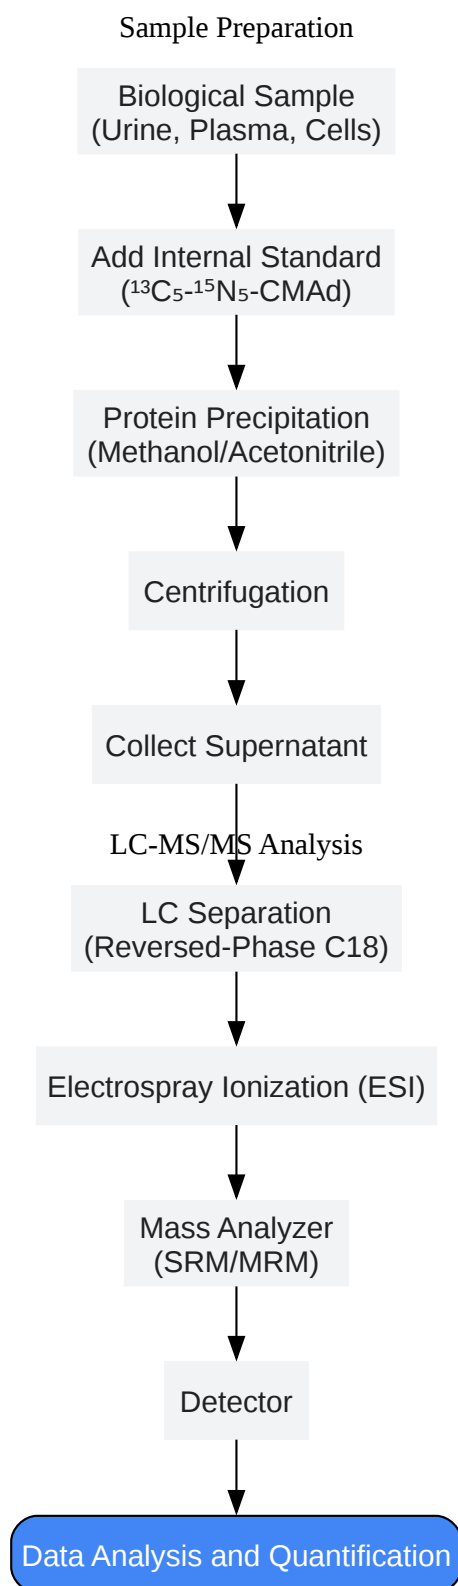 Sample Preparation
Biological Sample
(Urine, Plasma, Cells)
Add Internal Standard
(¹³C₅-¹⁵N₅-CMAd)
Protein Precipitation
(Methanol/Acetonitrile)
Centrifugation
Collect Supernatant
LC-MS/MS Analysis
LC Separation
(Reversed-Phase C18)
Electrospray Ionization (ESI)
Mass Analyzer
(SRM/MRM)
Detector
Data Analysis and Quantification